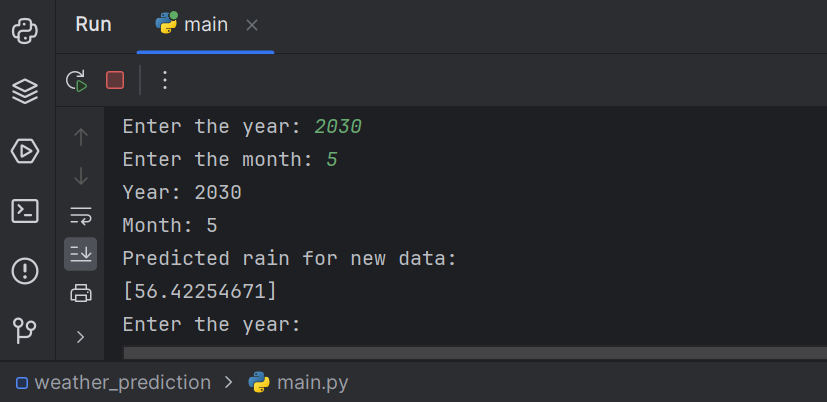 Run main
Enter the year: 2030
Enter the month: 5
Year: 2030
Month: 5
Predicted rain for new data:
[56.42254671]
Enter the year:
weather_prediction > main.py